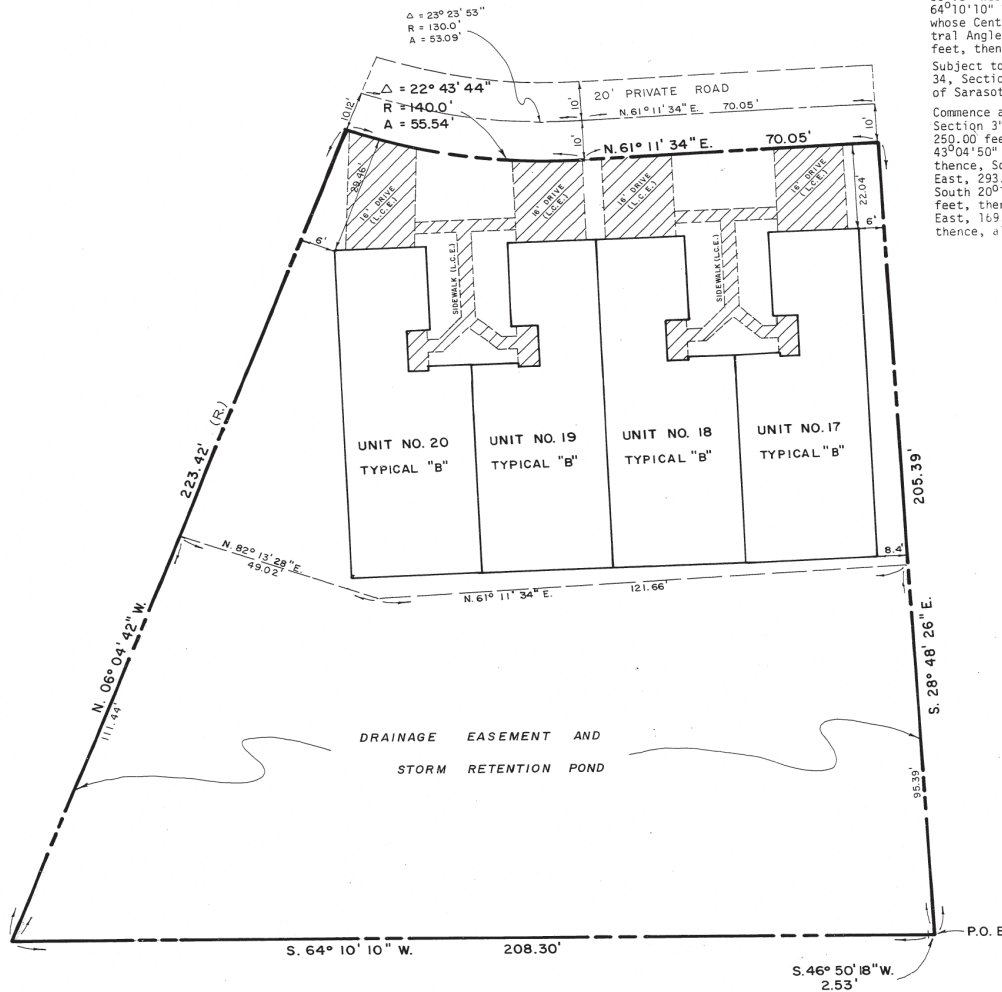 Δ = 23° 23' 53"
R = 130.0'
A = 53.09'
64°10'10"
whose Cent
tral Angle
feet, then
Subject to
34, Section
of Sarasot
Commence a
Section 3"
250.00 fee
43°04'50"
thence, So
East, 293.
South 20°
feet, ther
East, 169
thence, a
Δ = 22° 43' 44"
R = 140.0'
A = 55.54'
10.12'
10'
20' PRIVATE ROAD
N. 61° 11' 34" E. 70.05'
10'
10'
N. 61° 11' 34" E. 70.05'
29.46'
16' DRIVE
(L.C.E.)
16' DRIVE
(L.C.E.)
16' DRIVE
(L.C.E.)
16' DRIVE
(L.C.E.)
22.04'
6'
6'
SIDEWALK (L.C.E.)
SIDEWALK (L.C.E.)
223.42' (R.)
UNIT NO. 20
TYPICAL "B"
UNIT NO. 19
TYPICAL "B"
UNIT NO. 18
TYPICAL "B"
UNIT NO. 17
TYPICAL "B"
205.39'
8.4'
N. 82° 13' 28" E.
49.02'
N. 61° 11' 34" E. 121.66'
N. 06° 04' 42" W.
111.44'
S. 28° 48' 26" E.
95.39'
DRAINAGE EASEMENT AND
STORM RETENTION POND
P.O. B
S. 64° 10' 10" W. 208.30'
S. 46° 50' 18" W.
2.53'